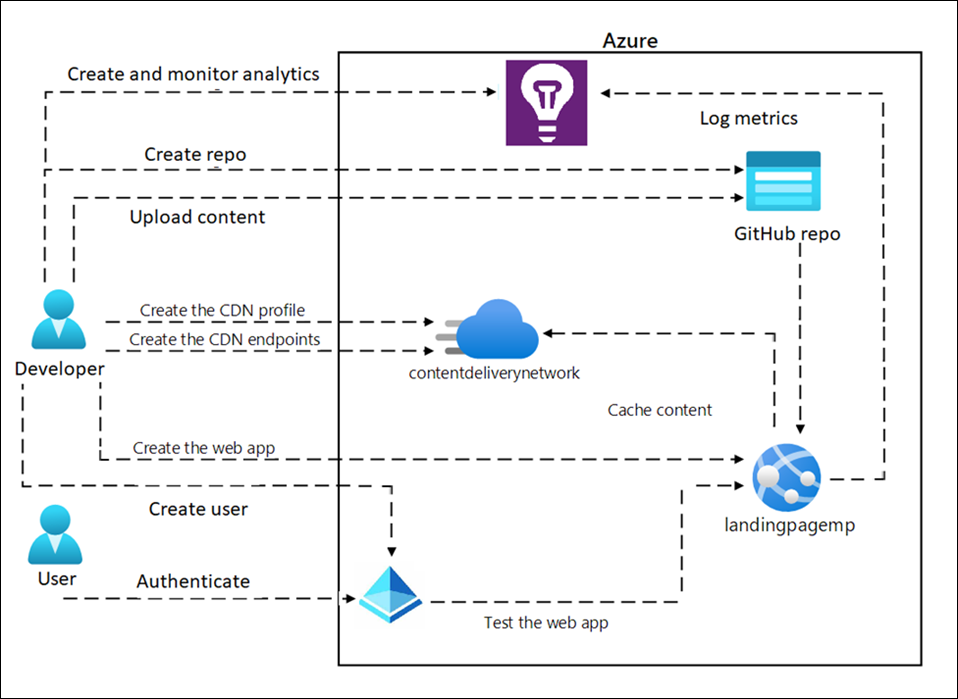 Azure
Create and monitor analytics
Log metrics
Create repo
Upload content
GitHub repo
Create the CDN profile
Create the CDN endpoints
Developer
contentdeliverynetwork
Cache content
Create the web app
Create user
landingpagemp
User
Authenticate
Test the web app